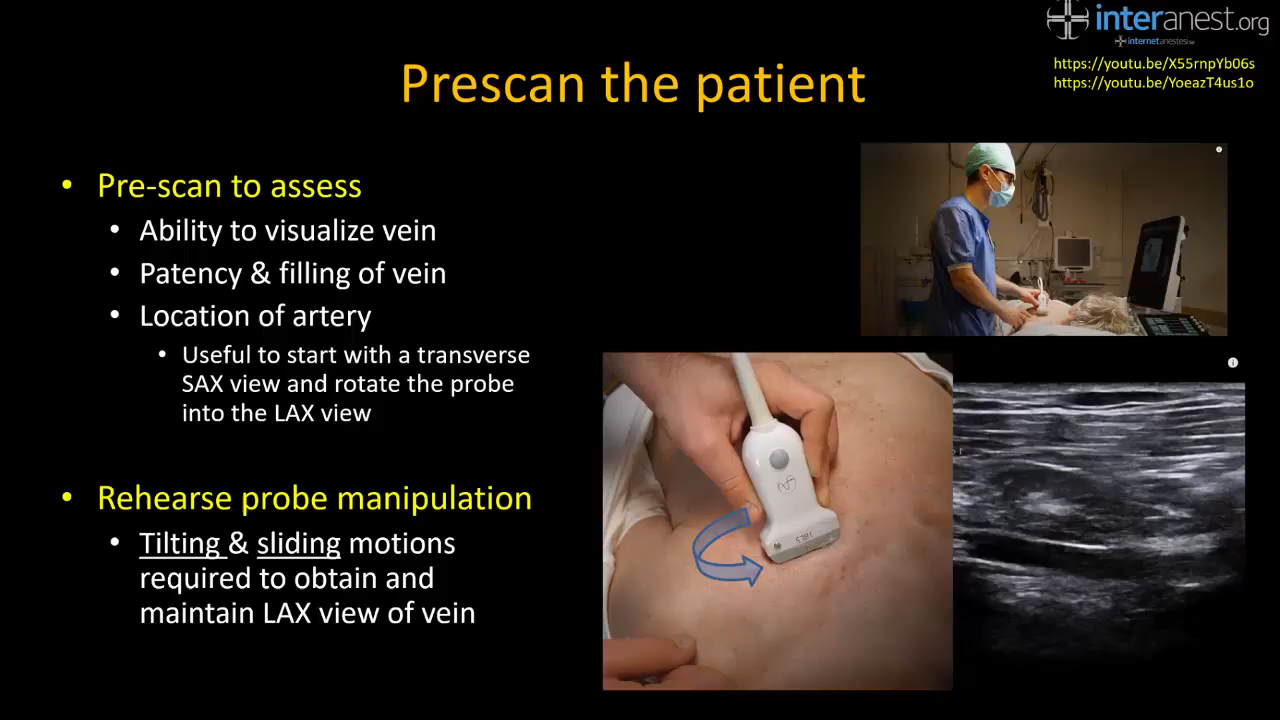 interanest.org
internetanestesi.se
https://youtu.be/X55rnpYb06s
https://youtu.be/YoeazT4us1o
Prescan the patient
• Pre-scan to assess
• Ability to visualize vein
• Patency & filling of vein
• Location of artery
• Useful to start with a transverse
SAX view and rotate the probe
into the LAX view
• Rehearse probe manipulation
• Tilting & sliding motions
required to obtain and
maintain LAX view of vein
18L5